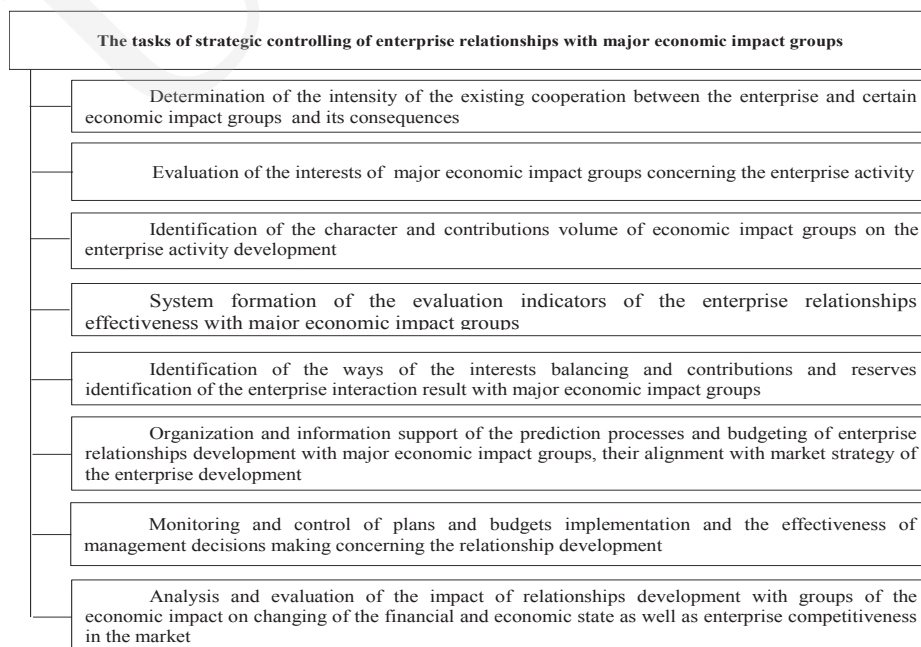 The tasks of strategic controlling of enterprise relationships with major economic impact groups
Determination of the intensity of the existing cooperation between the enterprise and certain
economic impact groups and its consequences
Evaluation of the interests of major economic impact groups concerning the enterprise activity
Identification of the character and contributions volume of economic impact groups on the
enterprise activity development
System formation of the evaluation indicators of the enterprise relationships
effectiveness with major economic impact groups
Identification of the ways of the interests balancing and contributions and reserves
identification of the enterprise interaction result with major economic impact groups
Organization and information support of the prediction processes and budgeting of enterprise
relationships development with major economic impact groups, their alignment with market strategy of
the enterprise development
Monitoring and control of plans and budgets implementation and the effectiveness of
management decisions making concerning the relationship development
Analysis and evaluation of the impact of relationships development with groups of the
economic impact on changing of the financial and economic state as well as enterprise competitiveness
in the market